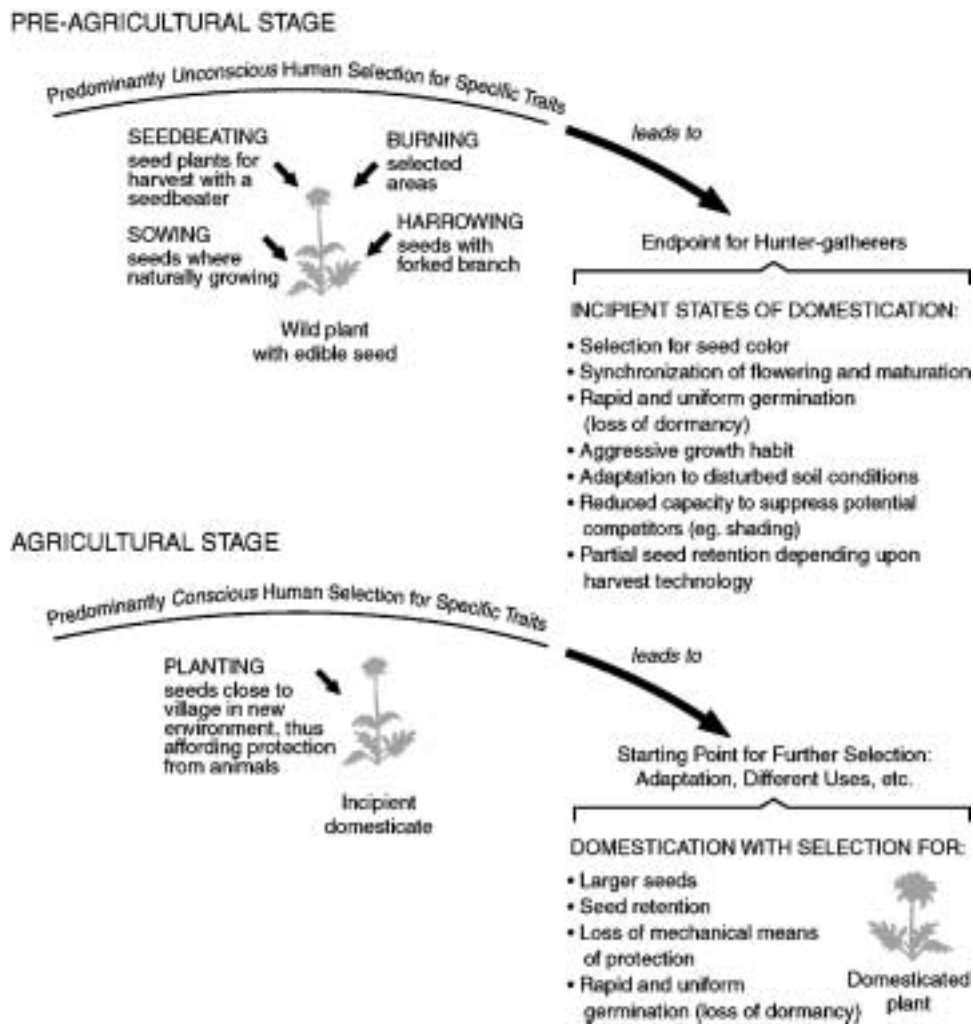 PRE-AGRICULTURAL STAGE
Predominantly Unconscious Human Selection for Specific Traits
leads to
SEEDBEATING
seed plants for
harvest with a
seedbeater
BURNING
selected
areas
SOWING
seeds where
naturally growing
HARROWING
seeds with
forked branch
Wild plant
with edible seed
Endpoint for Hunter-gatherers
INCIPIENT STATES OF DOMESTICATION:
• Selection for seed color
• Synchronization of flowering and maturation
• Rapid and uniform germination
(loss of dormancy)
• Aggressive growth habit
• Adaptation to disturbed soil conditions
• Reduced capacity to suppress potential
competitors (eg. shading)
• Partial seed retention depending upon
harvest technology
AGRICULTURAL STAGE
Predominantly Conscious Human Selection for Specific Traits
leads to
PLANTING
seeds close to
village in new
environment, thus
affording protection
from animals
Incipient
domesticate
Starting Point for Further Selection:
Adaptation, Different Uses, etc.
DOMESTICATION WITH SELECTION FOR:
• Larger seeds
• Seed retention
• Loss of mechanical means
of protection
• Rapid and uniform
germination (loss of dormancy)
Domesticated
plant